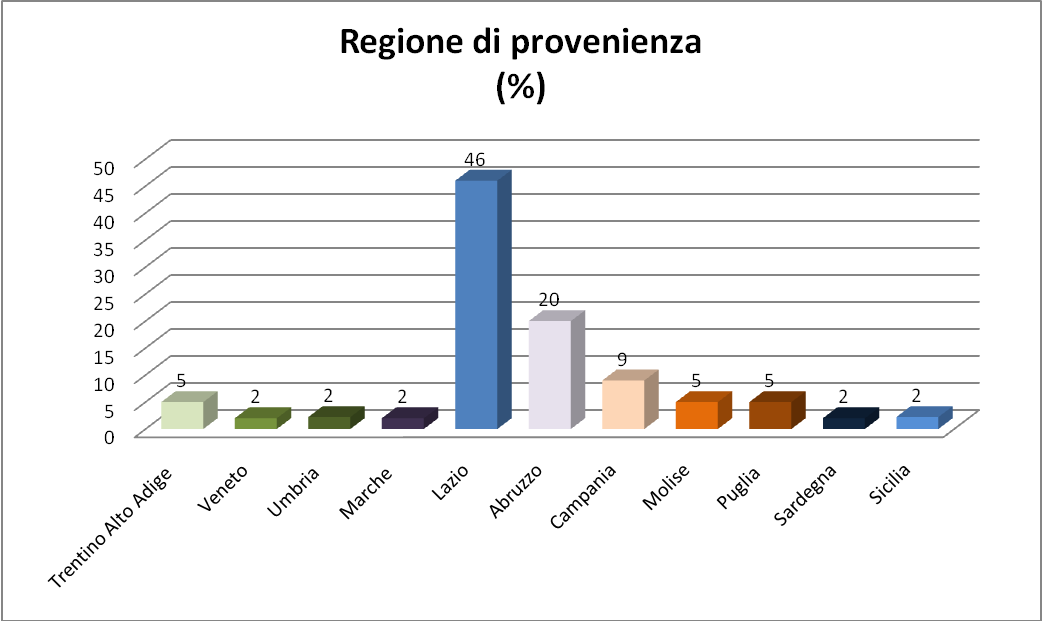 Regione di provenienza
(%)
50
45
40
35
30
25
20
15
10
5
0
5
2
2
2
46
20
9
5
5
2
2
Trentino Alto Adige
Veneto
Umbria
Marche
Lazio
Abruzzo
Campania
Molise
Puglia
Sardegna
Sicilia